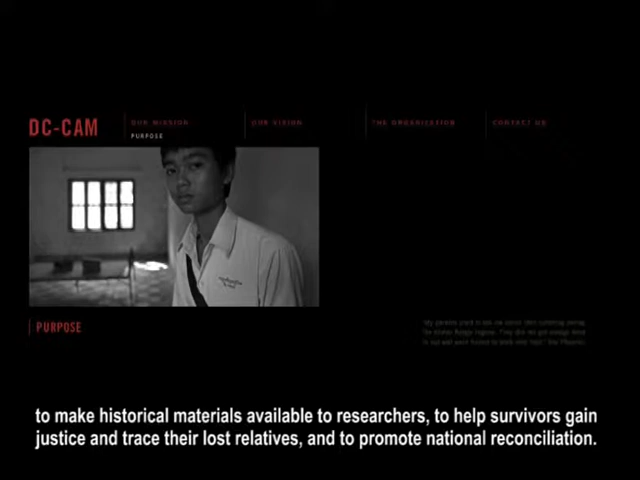 DC-CAM
OUR MISSION
OUR VISION
THE ORGANISATION
CONTACT US
PURPOSE
PURPOSE
to make historical materials available to researchers, to help survivors gain
justice and trace their lost relatives, and to promote national reconciliation.